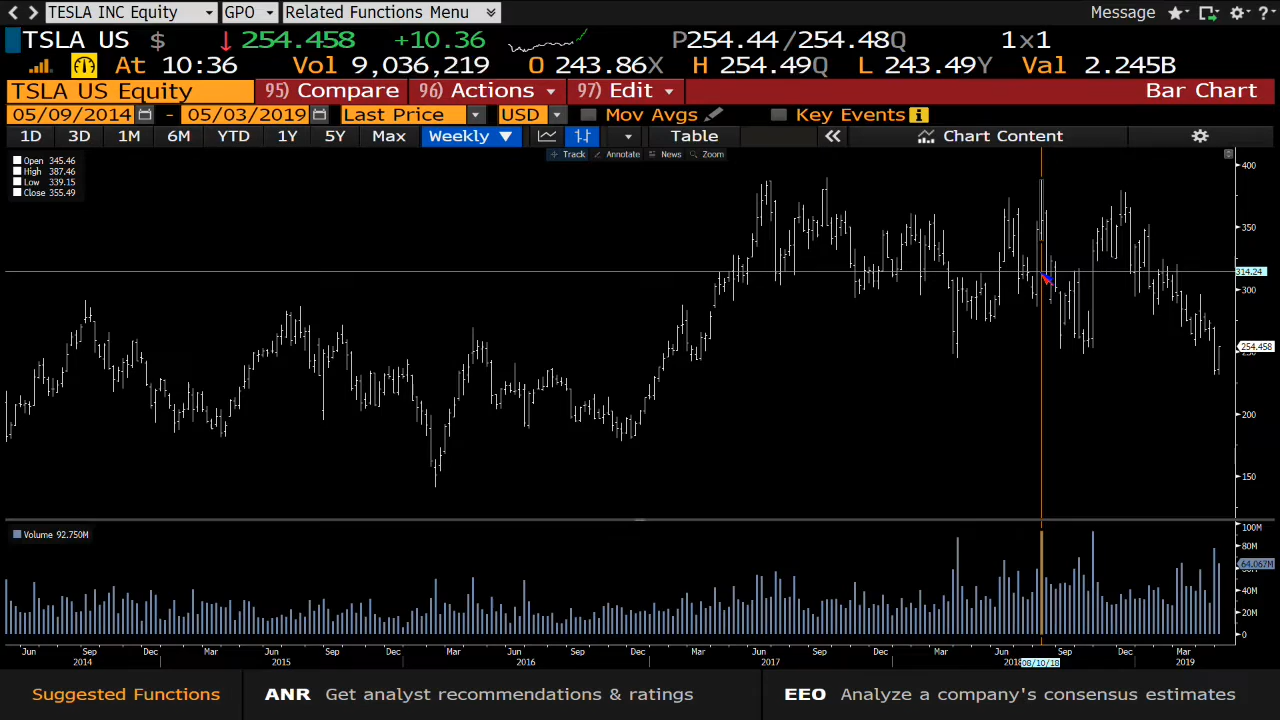 TESLA INC Equity GPO Related Functions Menu Message ?
TSLA US $ ↓ 254.458 +10.36 P254.44/254.48Q 1x1
At 10:36 Vol 9,036,219 O 243.86X H 254.49Q L 243.49Y Val 2.245B
TSLA US Equity 95) Compare 96) Actions 97) Edit Bar Chart
05/09/2014 - 05/03/2019 Last Price USD Mov Avgs Key Events i
1D 3D 1M 6M YTD 1Y 5Y Max Weekly ▼ Table « Chart Content
Track Annotate News Zoom
Open 345.46
High 387.46
Low 339.15
Close 355.49
400
350
314.24
300
254.458
200
150
Volume 92.750M
100M
80M
64.067M
40M
20M
0
Jun Sep Dec Mar Jun Sep Dec Mar Jun Sep Dec Mar Jun Sep Dec Mar Jun Sep Dec Mar
2014 2015 2016 2017 2018 08/10/18 2019
Suggested Functions ANR Get analyst recommendations & ratings EEO Analyze a company's consensus estimates